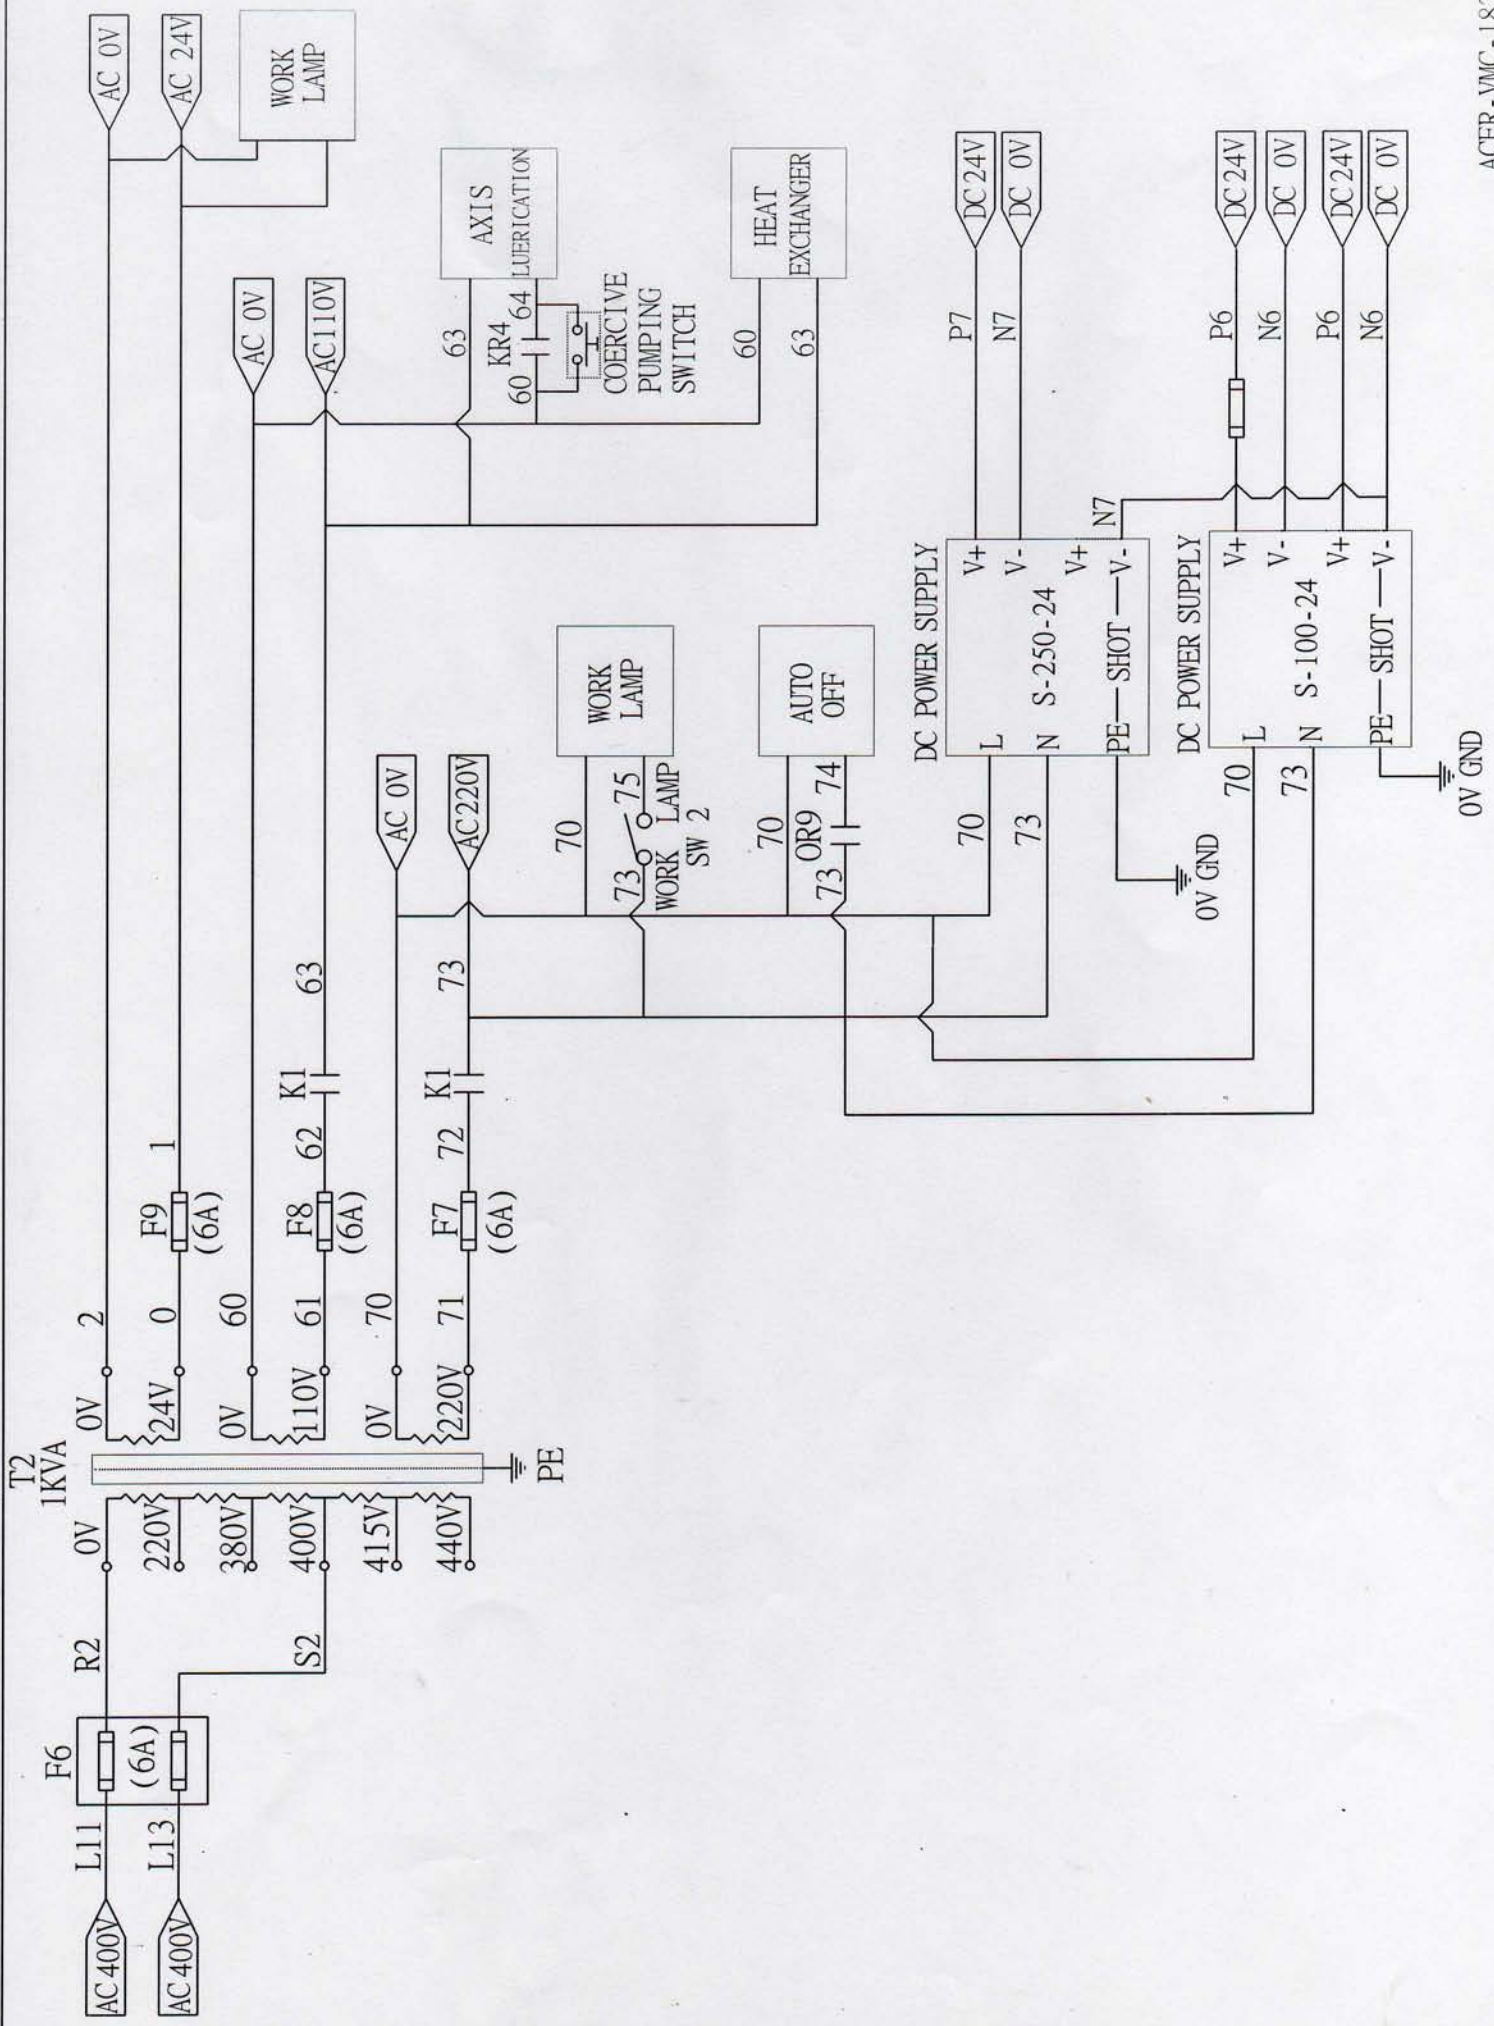 AC400V
AC400V
L11
L13
F6
(6A)
R2
S2
T2
1KVA
0V
220V
380V
400V
415V
440V
PE
0V
24V
0V
110V
0V
220V
2
0
60
61
70
71
F9
(6A)
F8
(6A)
F7
(6A)
1
62
72
K1
K1
63
73
AC 0V
AC 24V
WORK
LAMP
AC 0V
AC110V
AC 0V
AC220V
63
60
KR4
64
AXIS
LUERICATION
COERCIVE
PUMPING
SWITCH
60
63
HEAT
EXCHANGER
70
73
75
WORK LAMP
SW 2
WORK
LAMP
70
73
OR9
74
AUTO
OFF
DC POWER SUPPLY
70
73
L
N
S-250-24
PE
SHOT
V+
V-
V+
V-
0V GND
P7
N7
N7
DC24V
DC 0V
DC POWER SUPPLY
70
73
L
N
S-100-24
PE
SHOT
V+
V-
V+
V-
0V GND
P6
N6
P6
N6
DC24V
DC 0V
DC24V
DC 0V